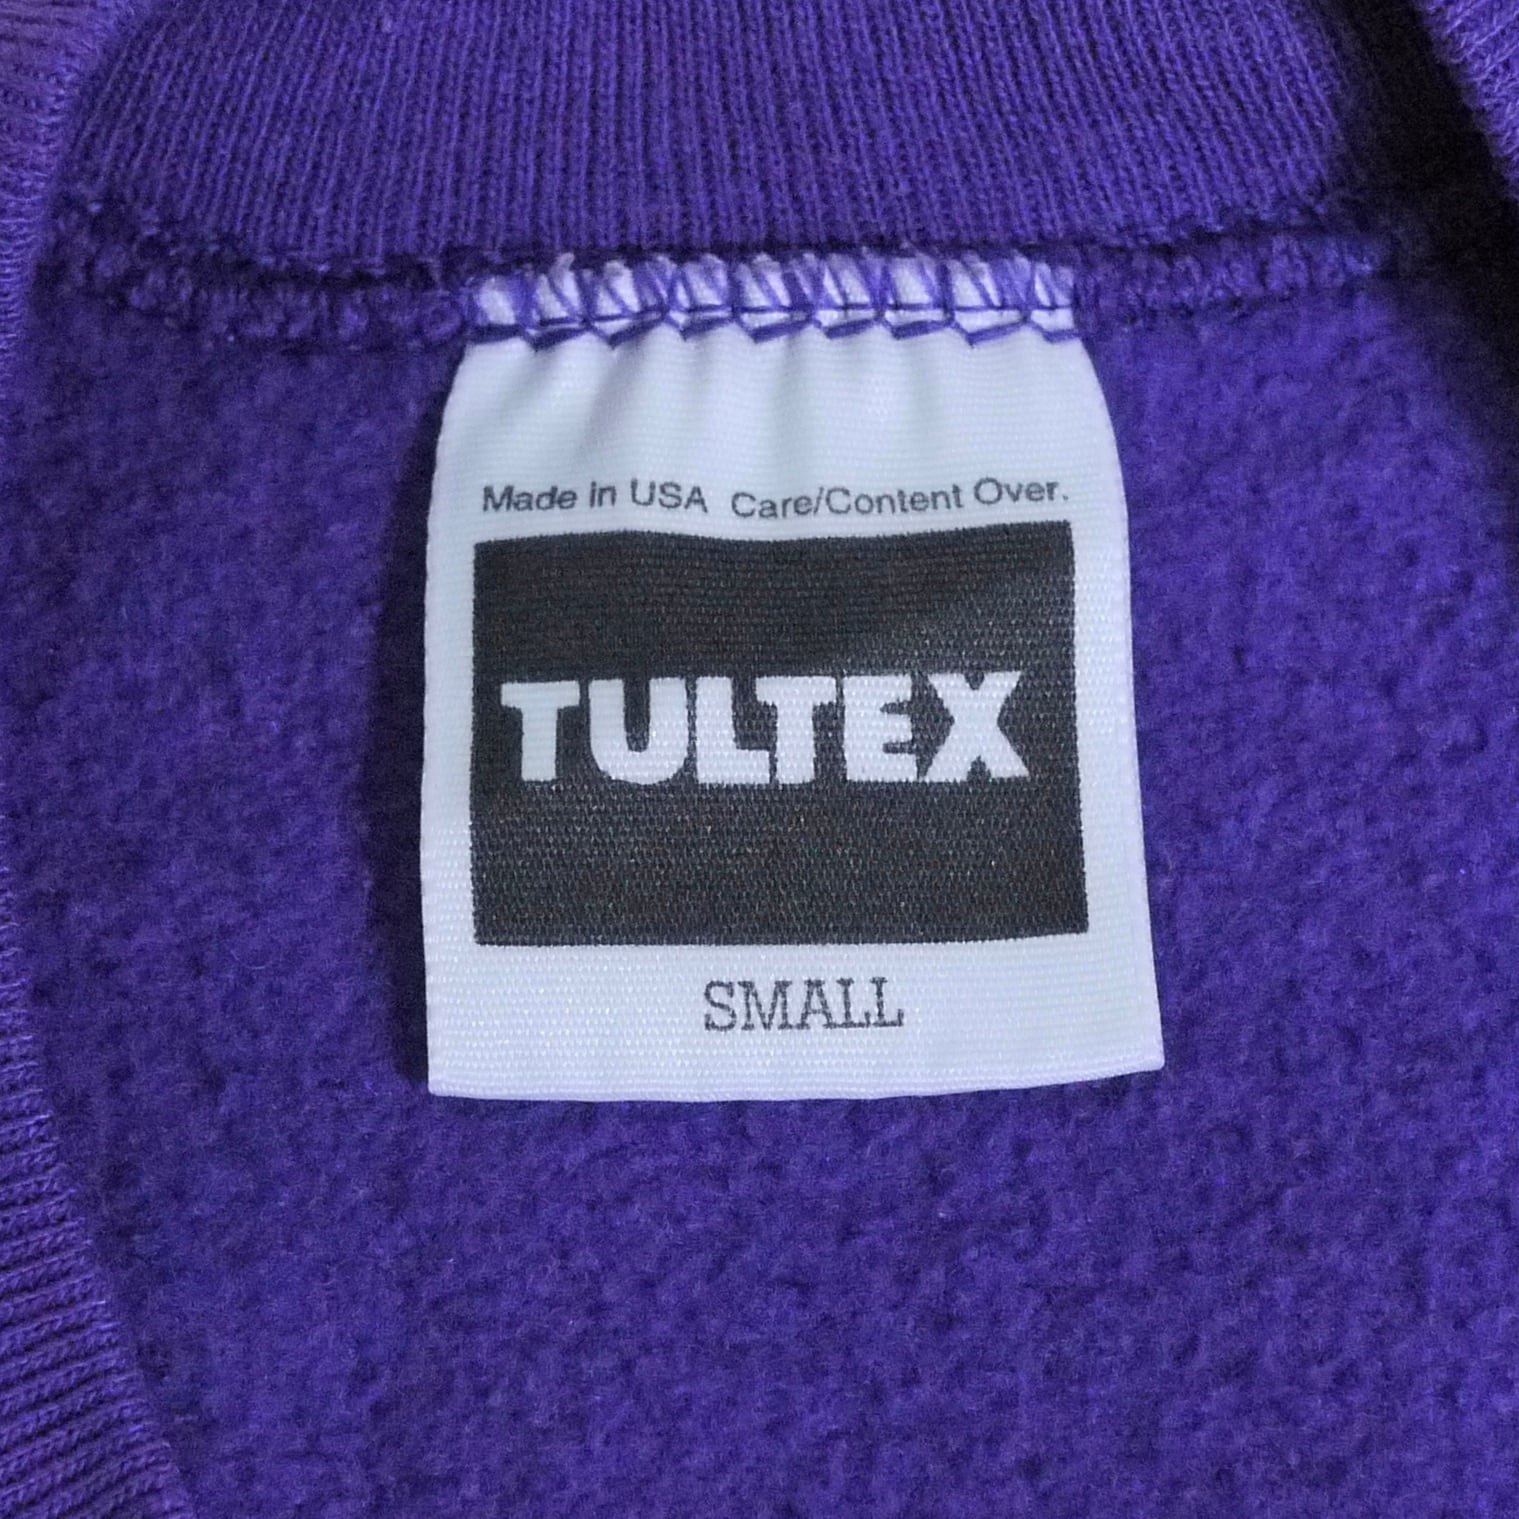 Made in USA Care/Content Over.
TULTEX
SMALL